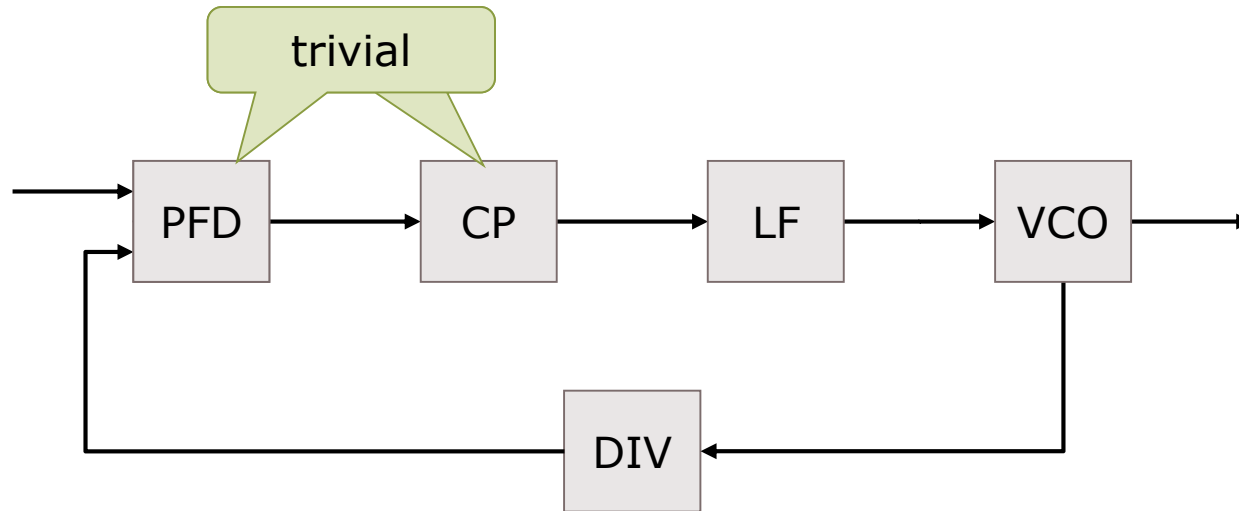 trivial
PFD
CP
LF
VCO
DIV